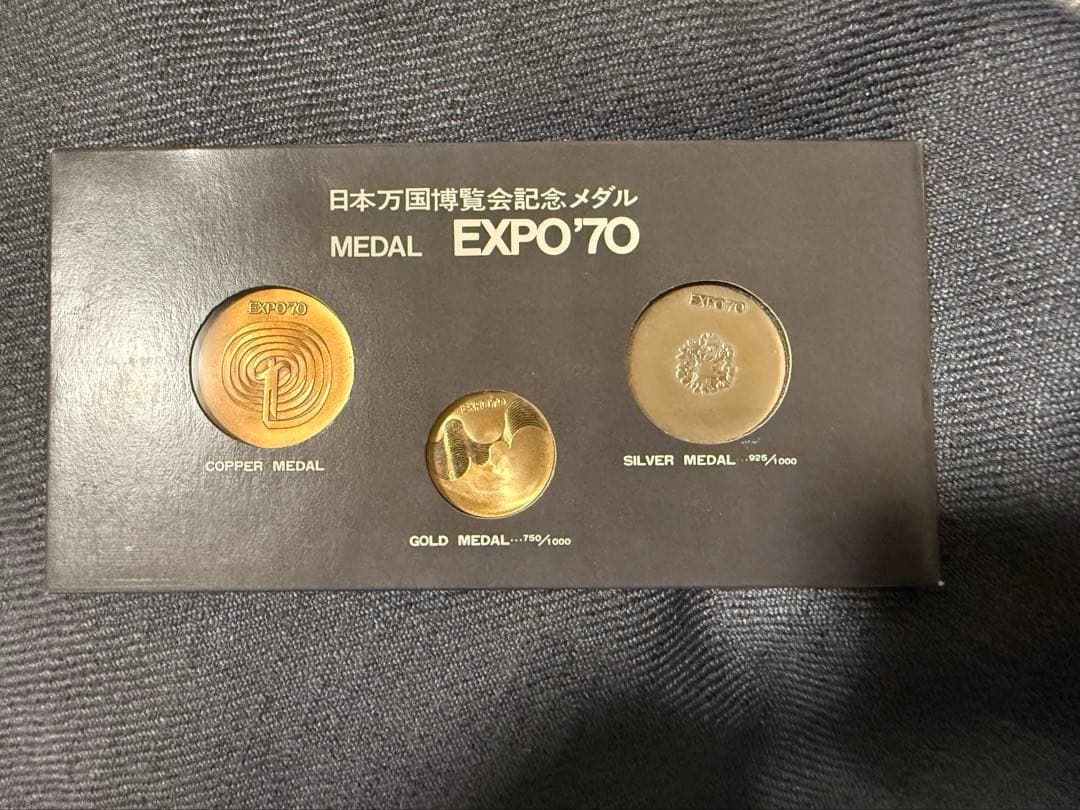 日本万国博覧会記念メダル
MEDAL EXPO'70
EXPO'70
EXPO'70
EXPO'70
COPPER MEDAL
SILVER MEDAL...925/1000
GOLD MEDAL...750/1000